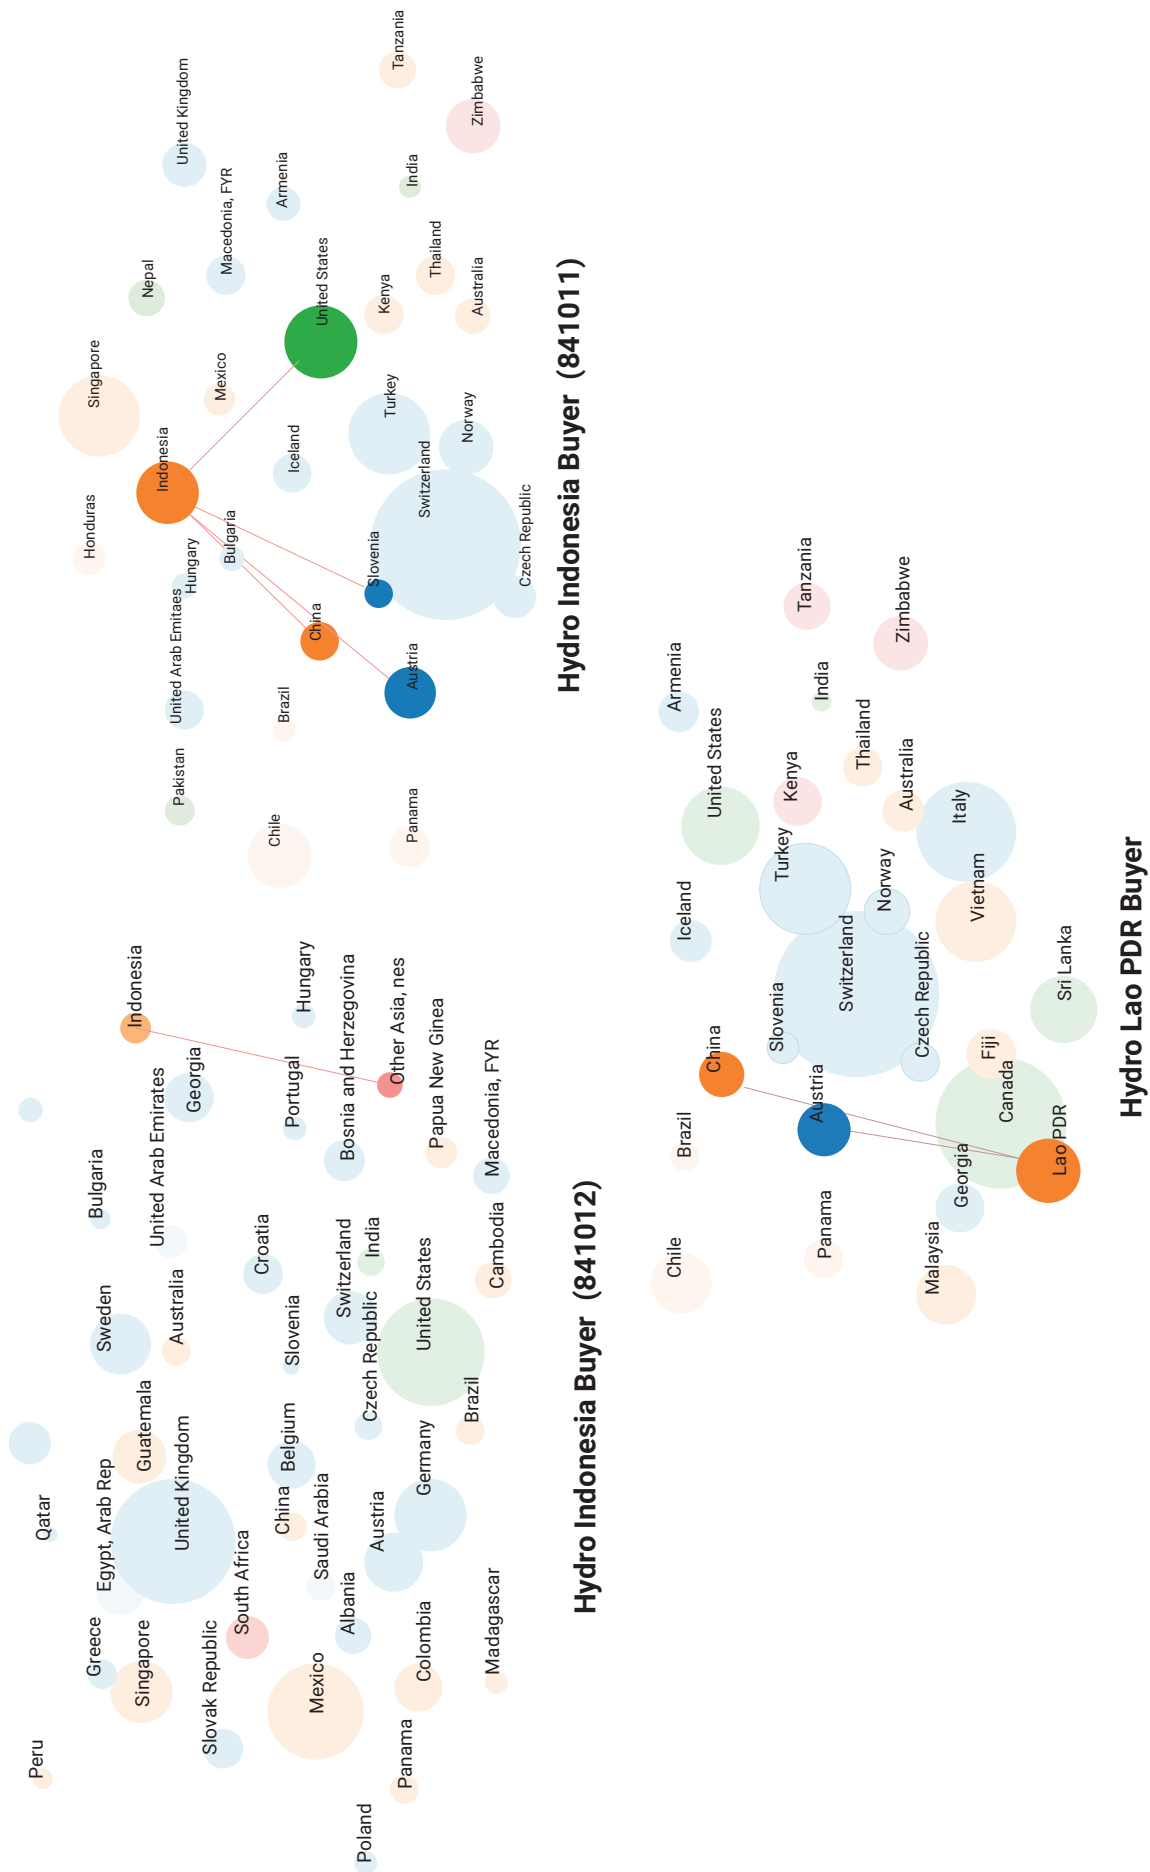 Peru
Qatar
Greece
Egypt, Arab Rep
Sweden
Bulgaria
Indonesia
Singapore
Guatemala
Australia
United Arab Emirates
Georgia
United Kingdom
Slovak Republic
South Africa
Croatia
Mexico
Saudi Arabia
China
Belgium
Slovenia
Portugal
Hungary
Albania
Switzerland
Bosnia and Herzegovina
Poland
Austria
Czech Republic
India
Other Asia, nes
Panama
Colombia
Germany
United States
Papua New Ginea
Madagascar
Brazil
Cambodia
Macedonia, FYR
Hydro Indonesia Buyer (841012)
Honduras
Singapore
Nepal
Pakistan
United Arab Emitaes
Hungary
Indonesia
United Kingdom
Bulgaria
Mexico
Macedonia, FYR
Chile
Brazil
China
Iceland
United States
Armenia
Slovenia
Turkey
Kenya
Tanzania
Panama
Austria
Switzerland
Thailand
India
Czech Republic
Norway
Australia
Zimbabwe
Hydro Indonesia Buyer (841011)
Chile
Brazil
China
Iceland
United States
Armenia
Panama
Austria
Slovenia
Turkey
Kenya
Tanzania
Switzerland
India
Norway
Thailand
Malaysia
Georgia
Czech Republic
Australia
Zimbabwe
Canada
Fiji
Vietnam
Italy
Lao PDR
Sri Lanka
Hydro Lao PDR Buyer